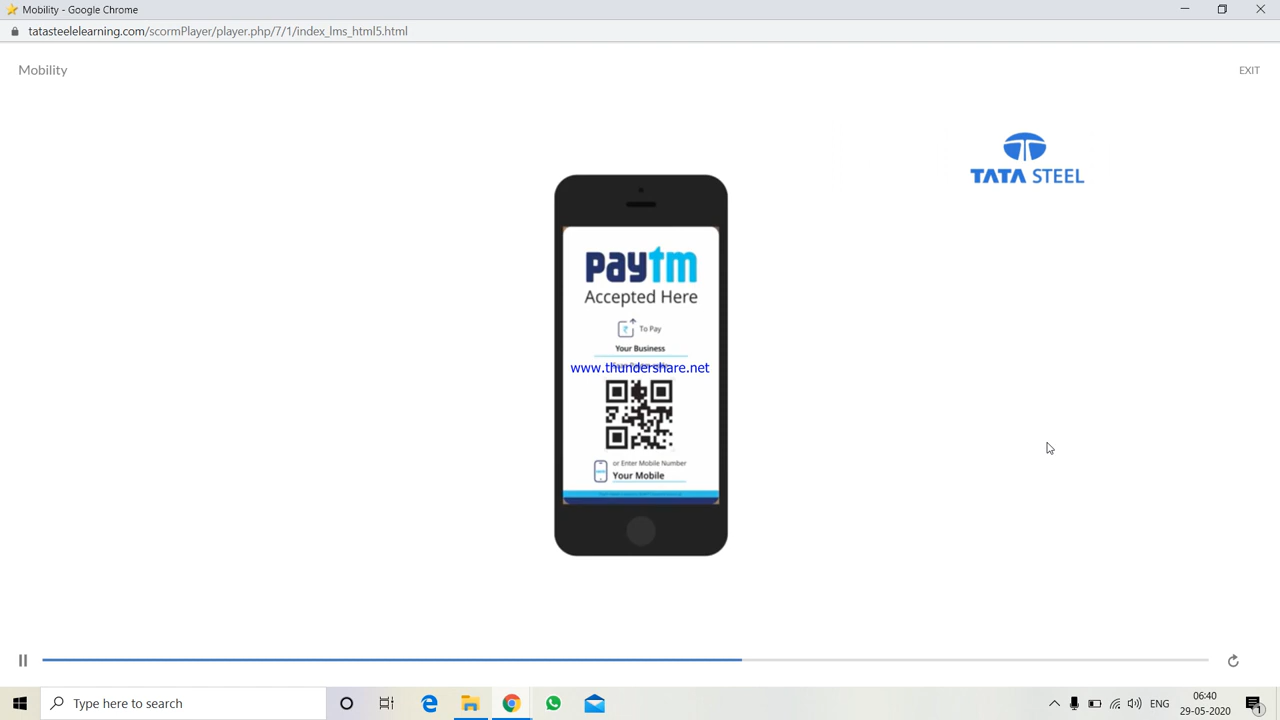 Mobility - Google Chrome
tatasteelelearning.com/scormPlayer/player.php/7/1/index_lms_html5.html
Mobility
EXIT
TATA STEEL
paytm
Accepted Here
₹ To Pay
Your Business
www.thundershare.net
or Enter Mobile Number
Your Mobile
Type here to search
ENG
06:40
29-05-2020
1